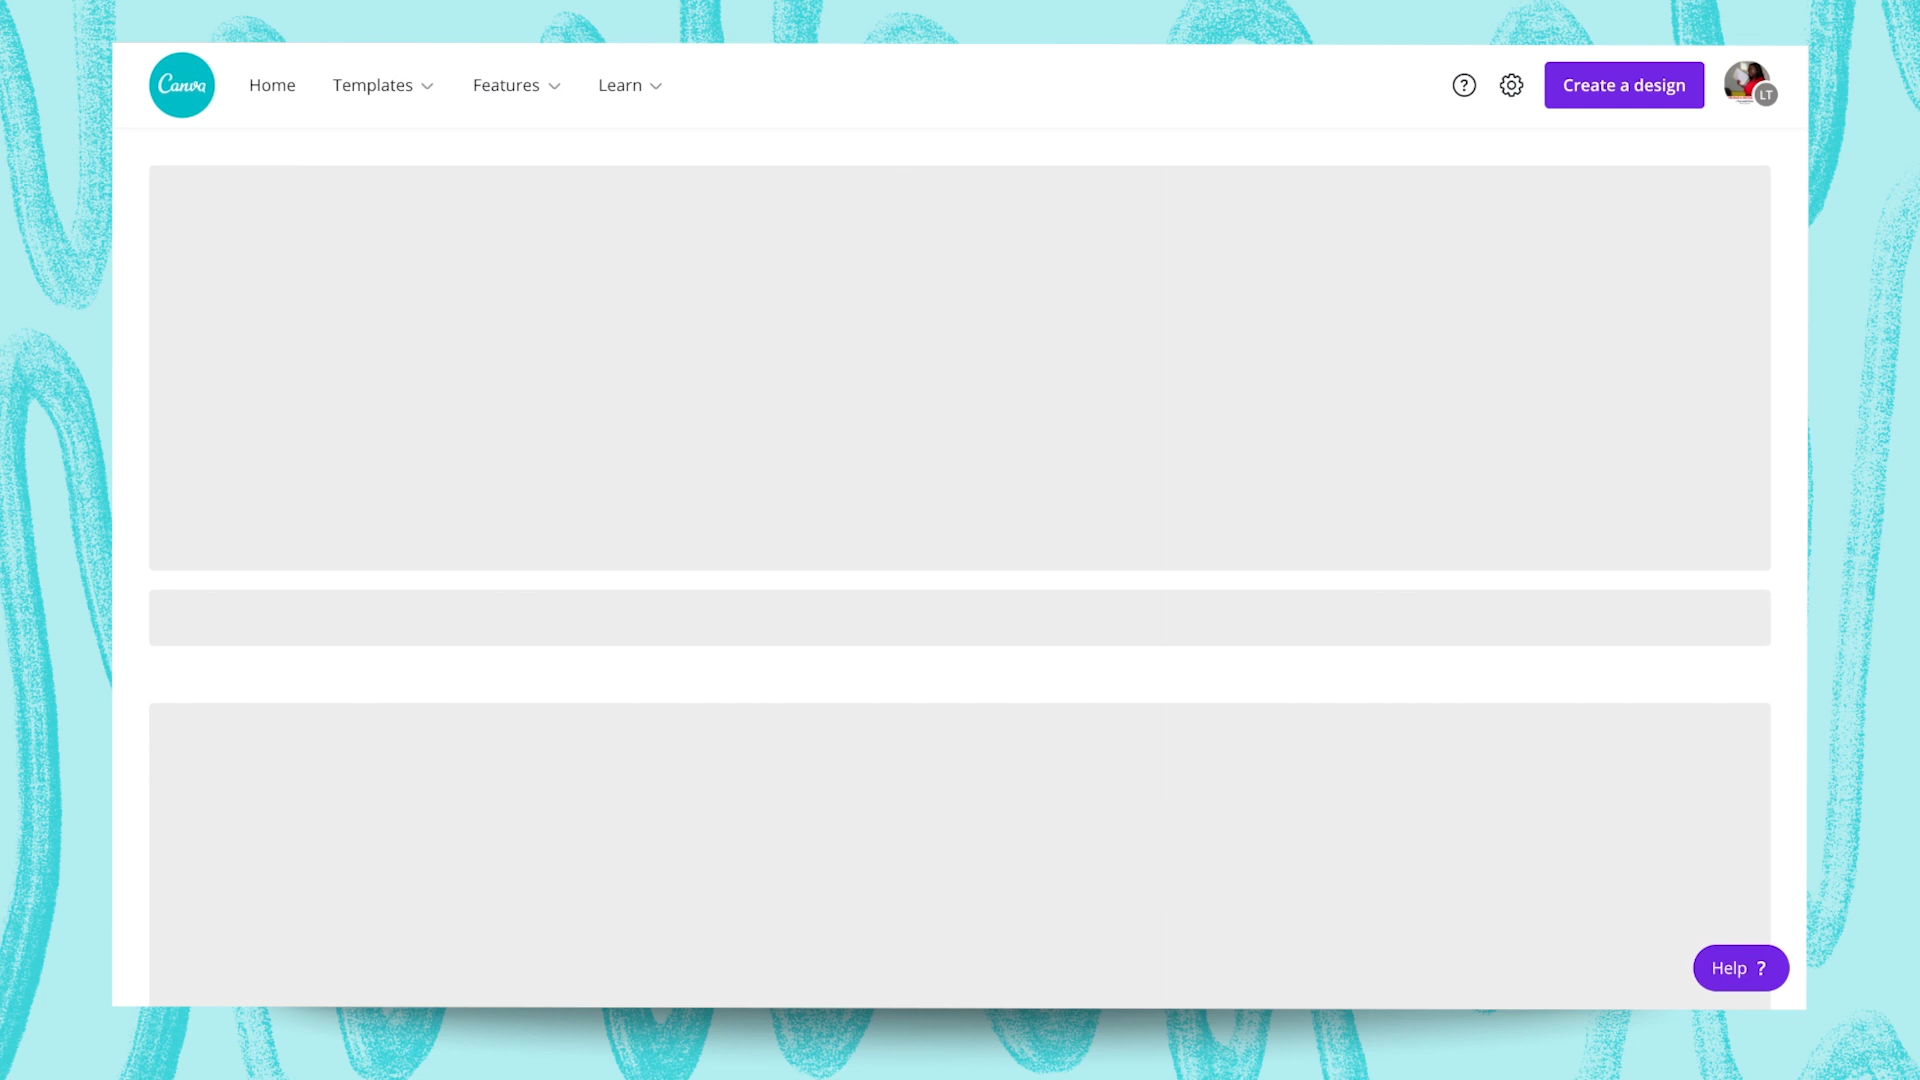 Canva
Home
Templates
Features
Learn
?
Create a design
LT
Help ?